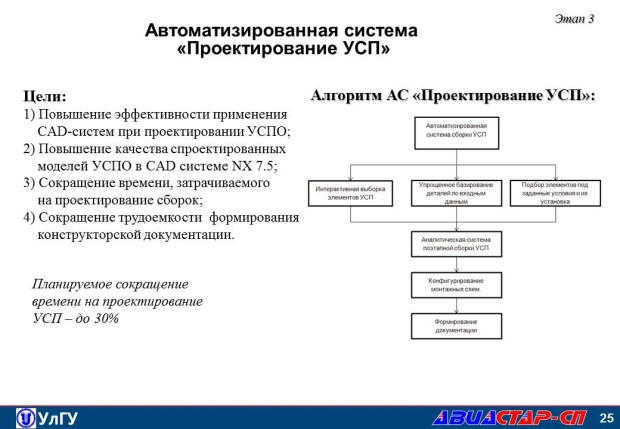 Этап 3
Автоматизированная система
«Проектирование УСП»
Цели:
1) Повышение эффективности применения
CAD-систем при проектировании УСПО;
2) Повышение качества спроектированных
моделей УСПО в CAD системе NX 7.5;
3) Сокращение времени, затрачиваемого
на проектирование сборок;
4) Сокращение трудоемкости формирования
конструкторской документации.
Планируемое сокращение
времени на проектирование
УСП – до 30%
Алгоритм АС «Проектирование УСП»:
Автоматизированная
система сборки УСП
Интерактивная выборка
элементов УСП
Упрощенное базирование
деталей по входным
данным
Подбор элементов под
заданные условия и их
установка
Аналитическая система
поэтапной сборки УСП
Конфигурирование
монтажных схем.
Формирование
документации
УлГУ
АВИАСТАР-СП
25